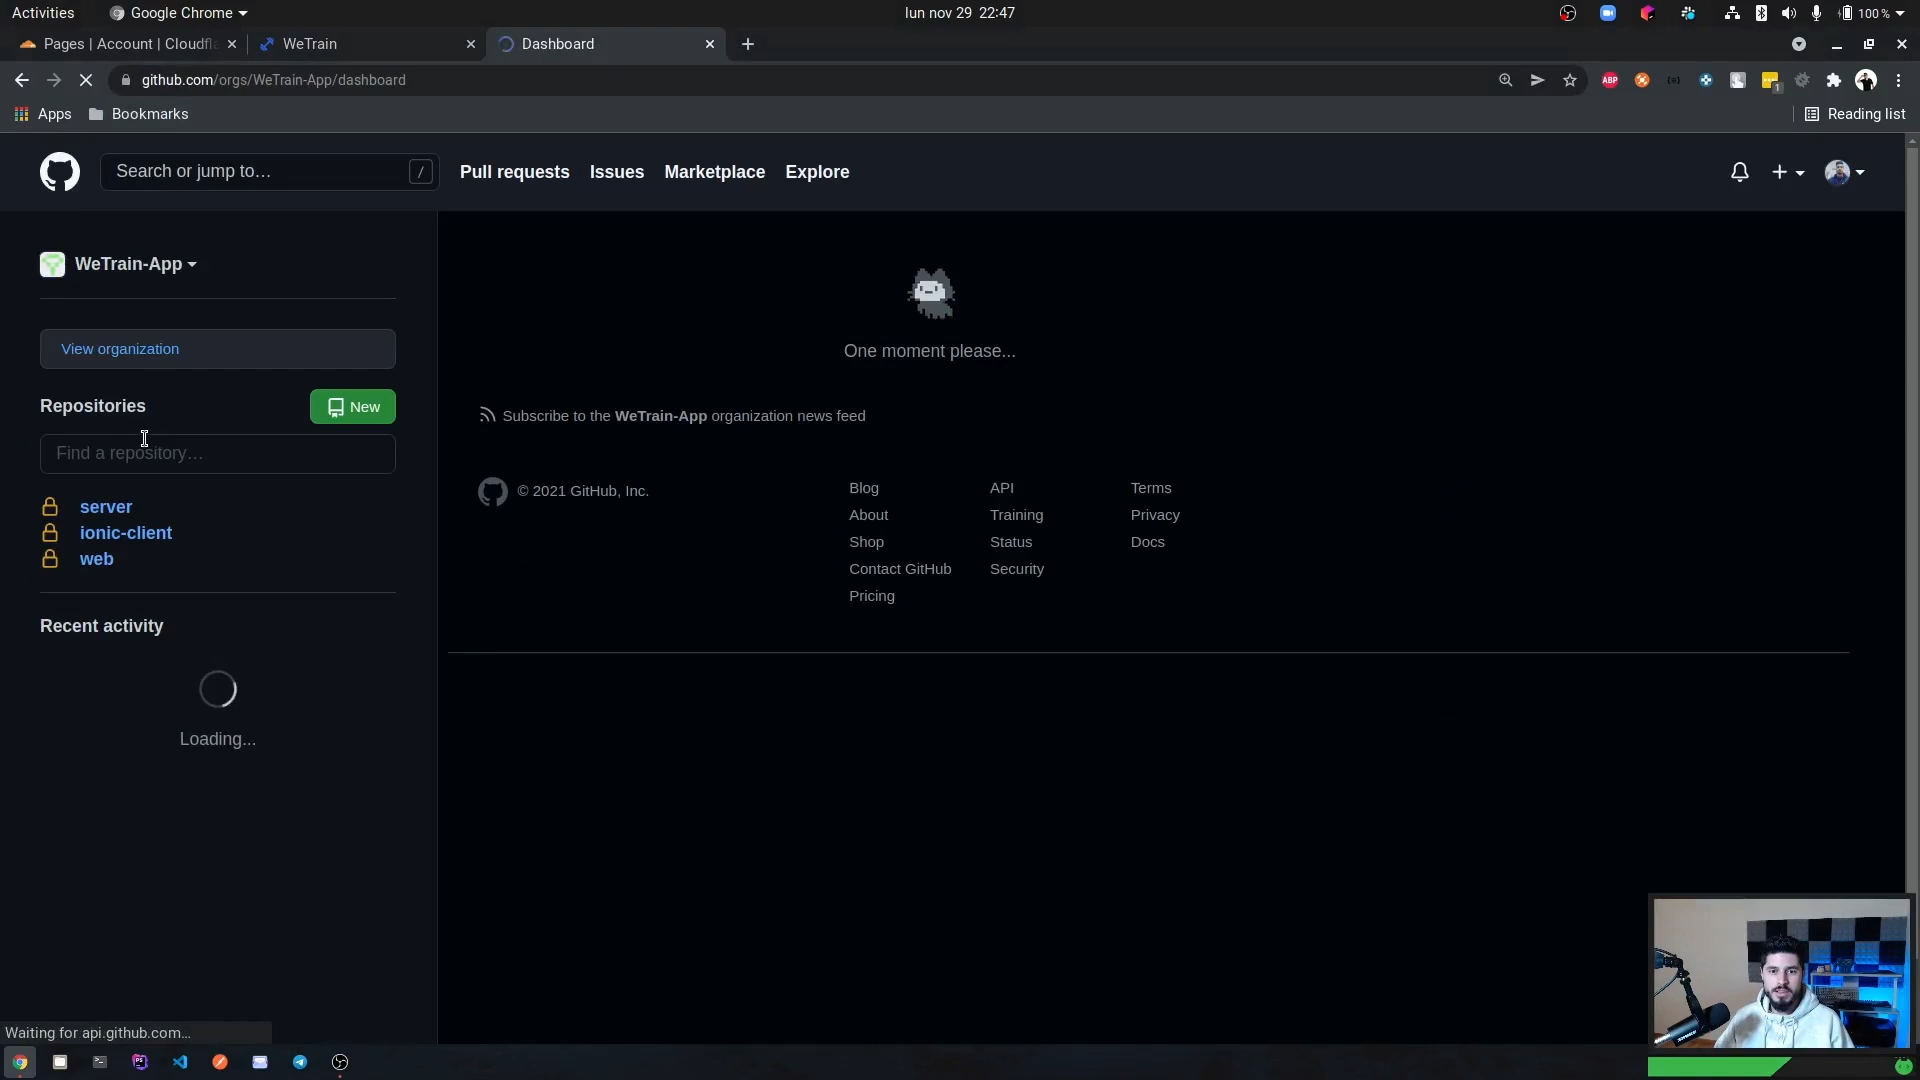 Activities
Google Chrome
lun nov 29 22:47
100 %
Pages | Account | Cloudfl
WeTrain
Dashboard
github.com/orgs/WeTrain-App/dashboard
ABP
1
Apps
Bookmarks
Reading list
Search or jump to…
/
Pull requests
Issues
Marketplace
Explore
WeTrain-App
View organization
Repositories
New
Find a repository…
server
ionic-client
web
Recent activity
Loading...
One moment please...
Subscribe to the WeTrain-App organization news feed
© 2021 GitHub, Inc.
Blog
About
Shop
Contact GitHub
Pricing
API
Training
Status
Security
Terms
Privacy
Docs
Waiting for api.github.com...
PS